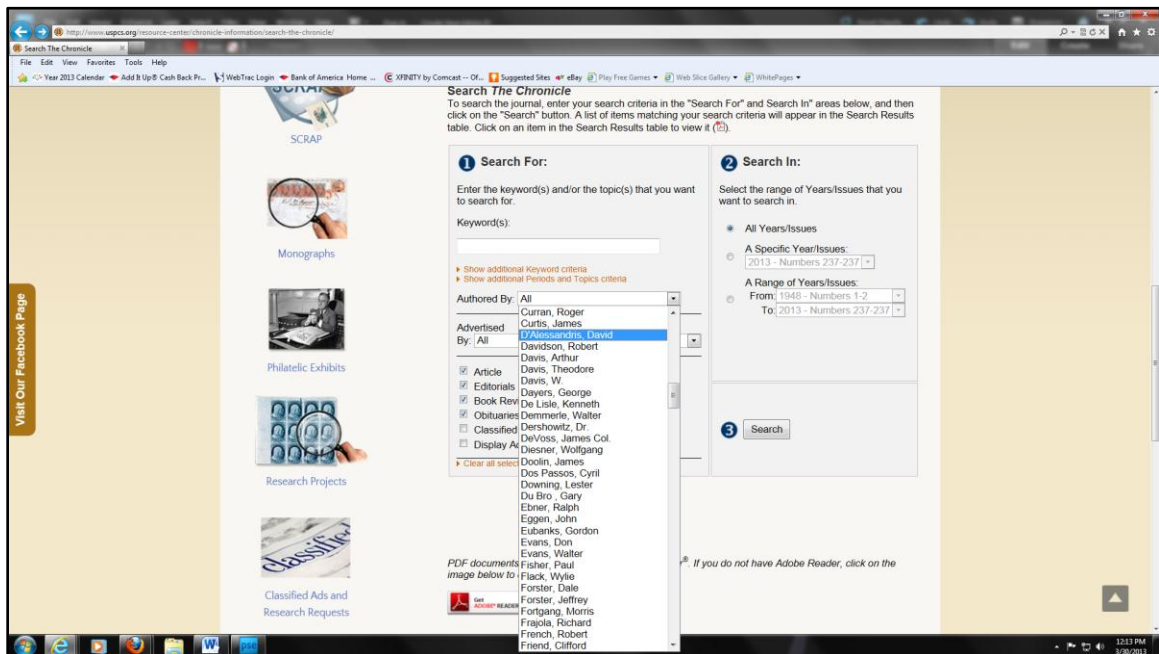 http://www.uspcs.org/resource-center/chronicle-information/search-the-chronicle/
Search The Chronicle
File Edit View Favorites Tools Help
Year 2013 Calendar Add It Up® Cash Back Pr... WebTrac Login Bank of America Home ... XFINITY by Comcast -- Of... Suggested Sites eBay Play Free Games Web Slice Gallery WhitePages
SCRAP
Monographs
Philatelic Exhibits
Research Projects
Classified Ads and
Research Requests
Visit Our Facebook Page
Search The Chronicle
To search the journal, enter your search criteria in the "Search For" and Search In" areas below, and then
click on the "Search" button. A list of items matching your search criteria will appear in the Search Results
table. Click on an item in the Search Results table to view it ( ).
1 Search For:
Enter the keyword(s) and/or the topic(s) that you want
to search for.
Keyword(s):
Show additional Keyword criteria
Show additional Periods and Topics criteria
Authored By: All
Advertised
By: All
Article
Editorials
Book Rev
Obituaries
Classified
Display Ad
Clear all select
Curran, Roger
Curtis, James
D'Alessandris, David
Davidson, Robert
Davis, Arthur
Davis, Theodore
Davis, W.
Dayers, George
De Lisle, Kenneth
Demmerle, Walter
Dershowitz, Dr.
DeVoss, James Col.
Diesner, Wolfgang
Doolin, James
Dos Passos, Cyril
Downing, Lester
Du Bro , Gary
Ebner, Ralph
Eggen, John
Eubanks, Gordon
Evans, Don
Evans, Walter
Fisher, Paul
Flack, Wylie
Forster, Dale
Forster, Jeffrey
Fortgang, Morris
Frajola, Richard
French, Robert
Friend, Clifford
2 Search In:
Select the range of Years/Issues that you
want to search in.
All Years/Issues
A Specific Year/Issues:
2013 - Numbers 237-237
A Range of Years/Issues:
From: 1948 - Numbers 1-2
To: 2013 - Numbers 237-237
3 Search
PDF documents r®. If you do not have Adobe Reader, click on the
image below to
Get
ADOBE® READER
classified
12:13 PM
3/30/2013